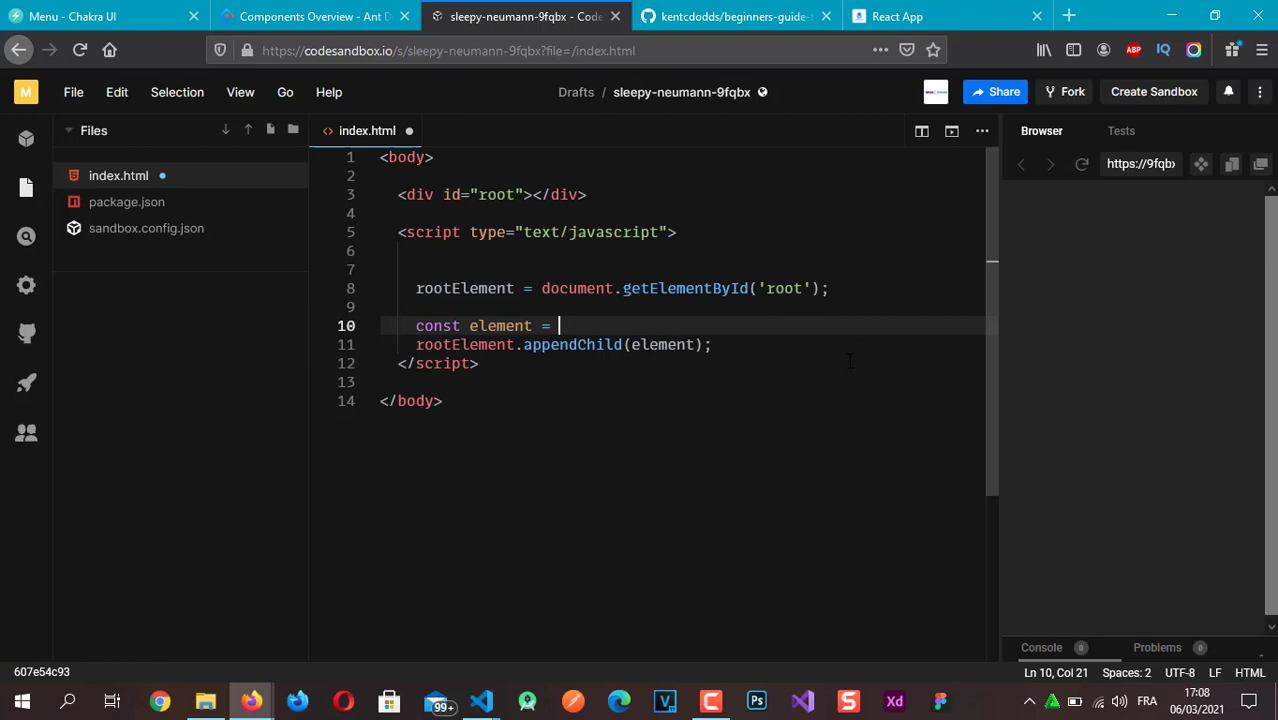 Menu - Chakra UI
Components Overview - Ant D
sleepy-neumann-9fqbx - Code
kentcdodds/beginners-guide-t
React App
https://codesandbox.io/s/sleepy-neumann-9fqbx?file=/index.html
ABP
IQ
M
File
Edit
Selection
View
Go
Help
Drafts / sleepy-neumann-9fqbx
Share
Fork
Create Sandbox
Files
index.html
package.json
sandbox.config.json
index.html
1 <body>
2
3 <div id="root"></div>
4
5 <script type="text/javascript">
6
7
8 rootElement = document.getElementById('root');
9
10 const element =
11 rootElement.appendChild(element);
12 </script>
13
14 </body>
Browser
Tests
https://9fqbx
Console 0
Problems 0
607e54c93
Ln 10, Col 21
Spaces: 2
UTF-8
LF
HTML
99+
Ps
Xd
FRA
17:08
06/03/2021